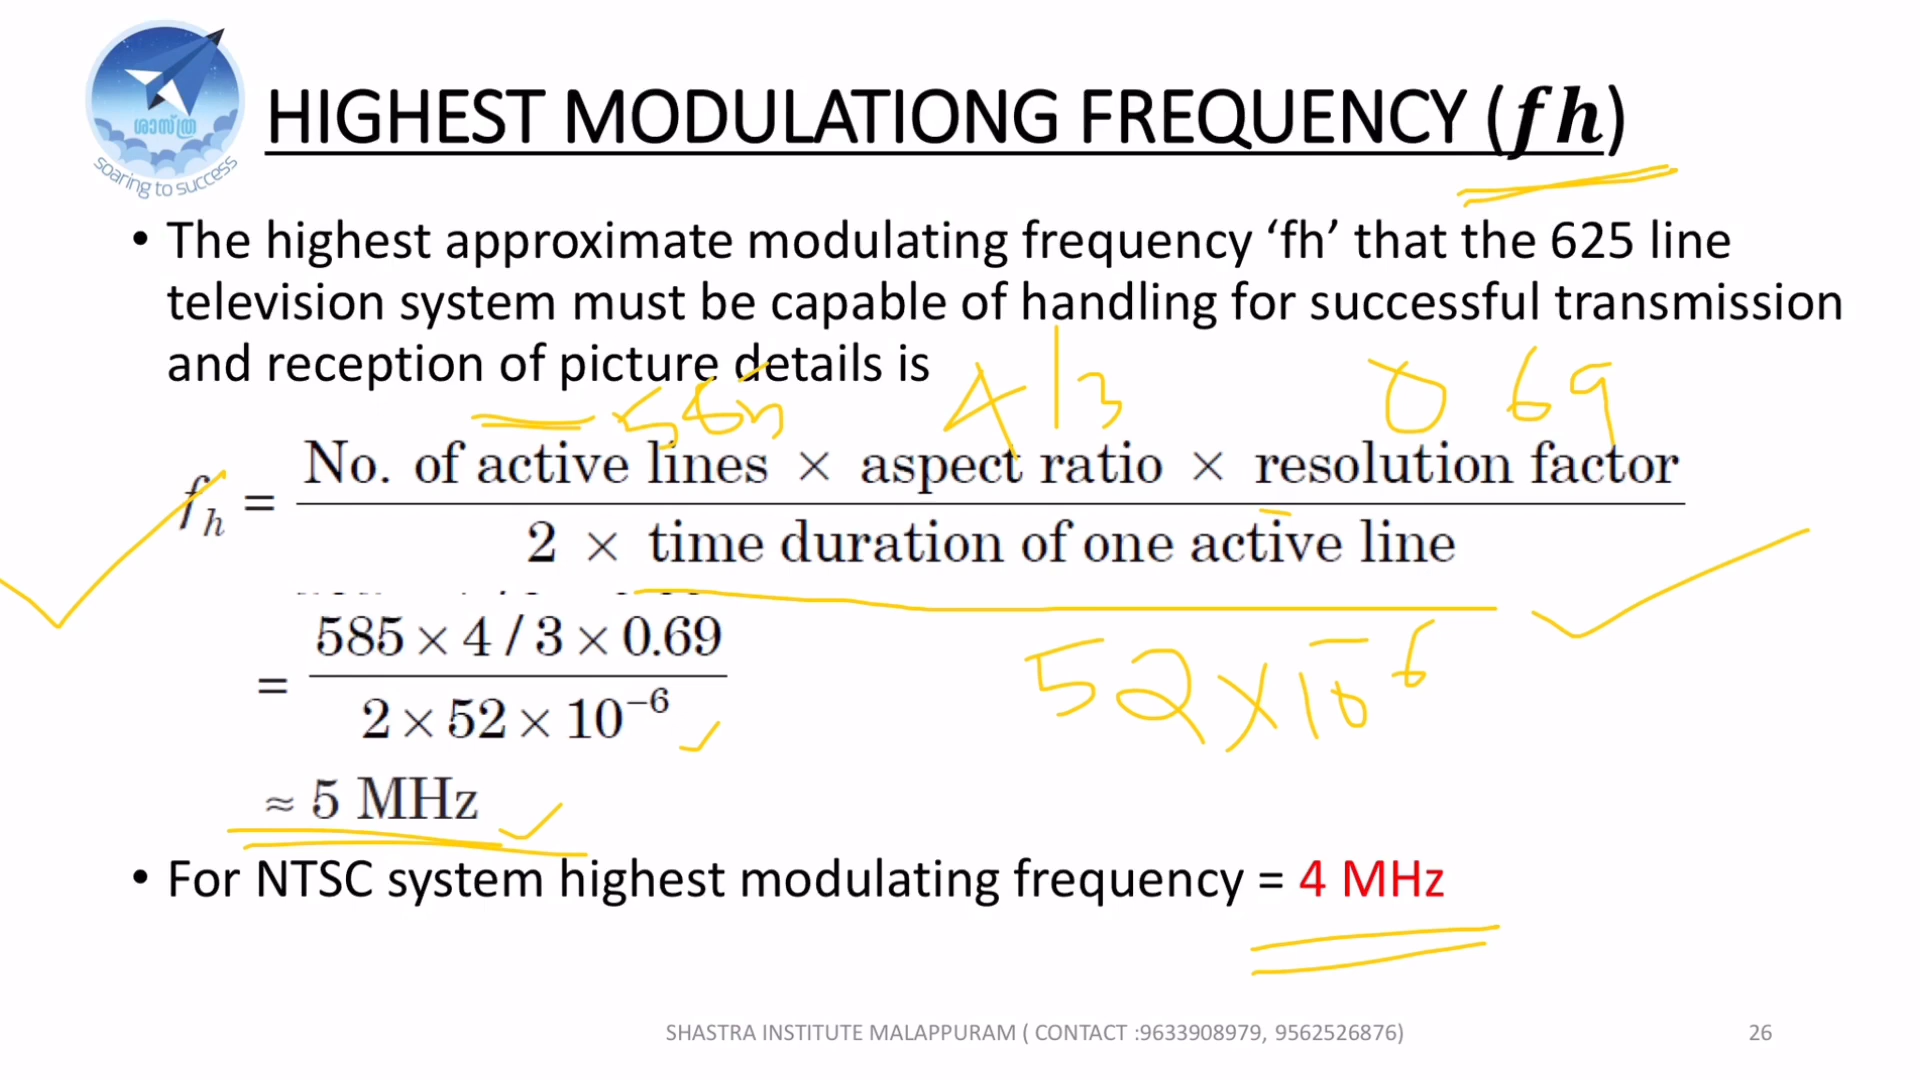 ശാസ്ത്ര
soaring to success
HIGHEST MODULATIONG FREQUENCY (𝒇𝒉)
• The highest approximate modulating frequency ‘fh’ that the 625 line
television system must be capable of handling for successful transmission
and reception of picture details is
4/3 0 69
f_h = No. of active lines × aspect ratio × resolution factor
2 × time duration of one active line
= 585 × 4 / 3 × 0.69
2 × 52 × 10^−6
52×10^-6
≈ 5 MHz
• For NTSC system highest modulating frequency = 4 MHz
SHASTRA INSTITUTE MALAPPURAM ( CONTACT :9633908979, 9562526876)
26